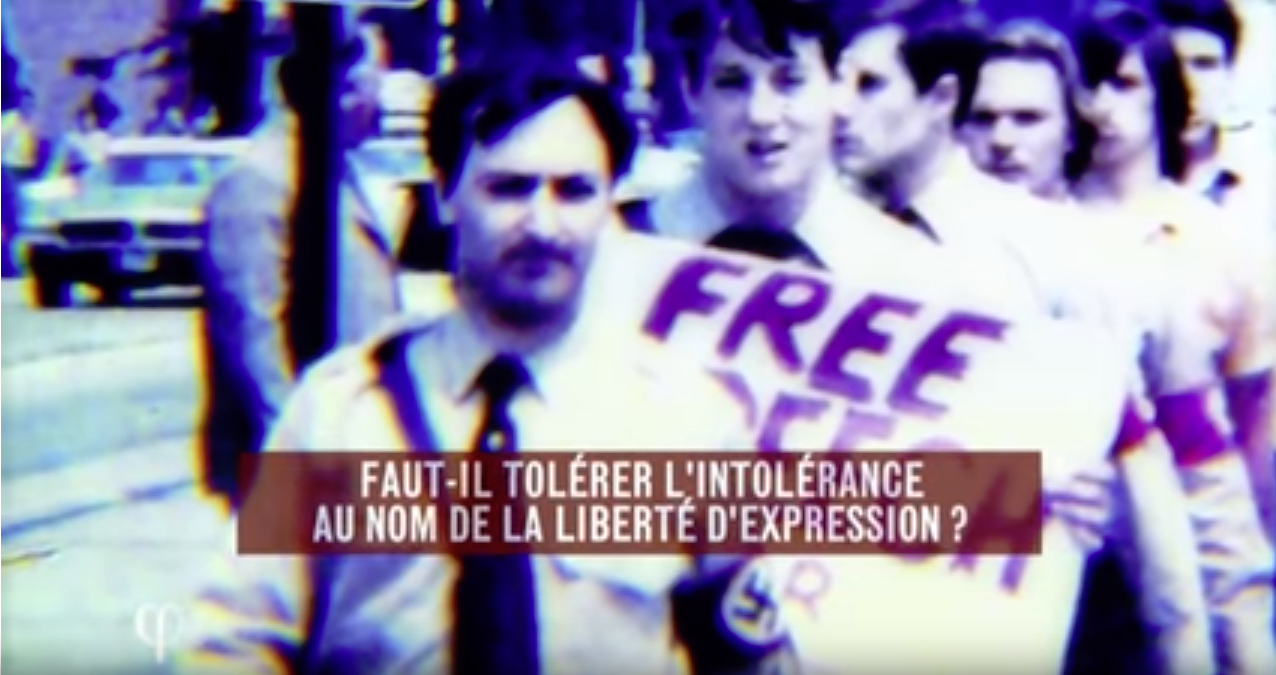 FREE
FAUT-IL TOLÉRER L'INTOLÉRANCE
AU NOM DE LA LIBERTÉ D'EXPRESSION ?
φ